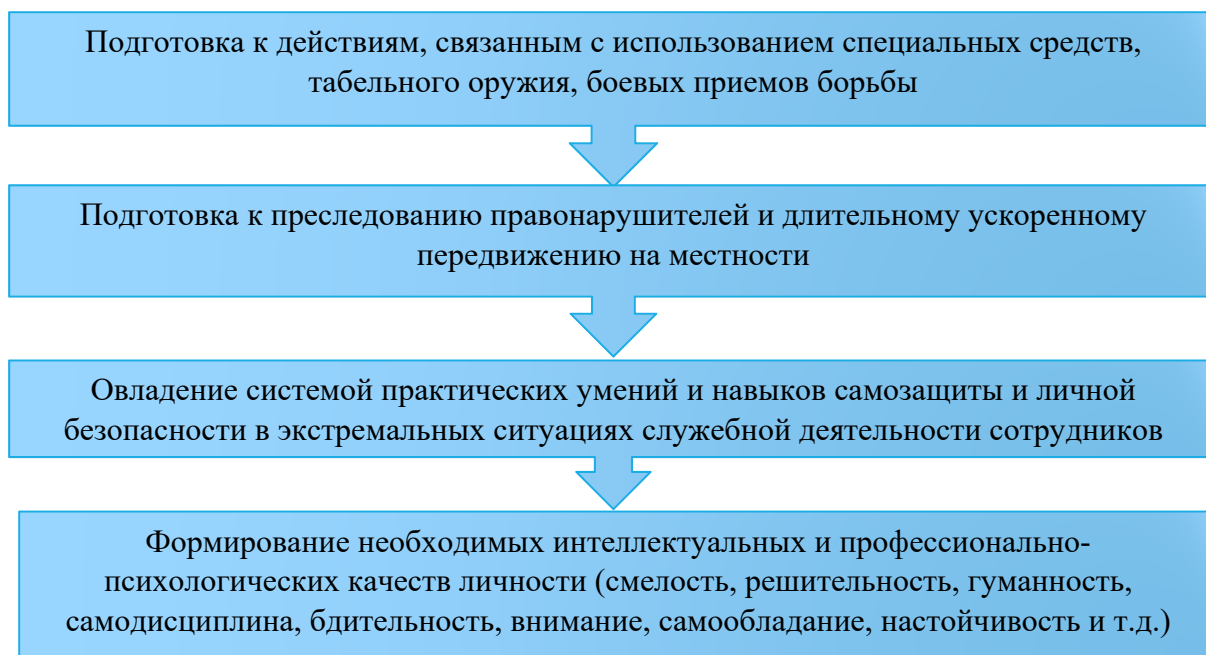 Подготовка к действиям, связанным с использованием специальных средств,
табельного оружия, боевых приемов борьбы
Подготовка к преследованию правонарушителей и длительному ускоренному
передвижению на местности
Овладение системой практических умений и навыков самозащиты и личной
безопасности в экстремальных ситуациях служебной деятельности сотрудников
Формирование необходимых интеллектуальных и профессионально-
психологических качеств личности (смелость, решительность, гуманность,
самодисциплина, бдительность, внимание, самообладание, настойчивость и т.д.)